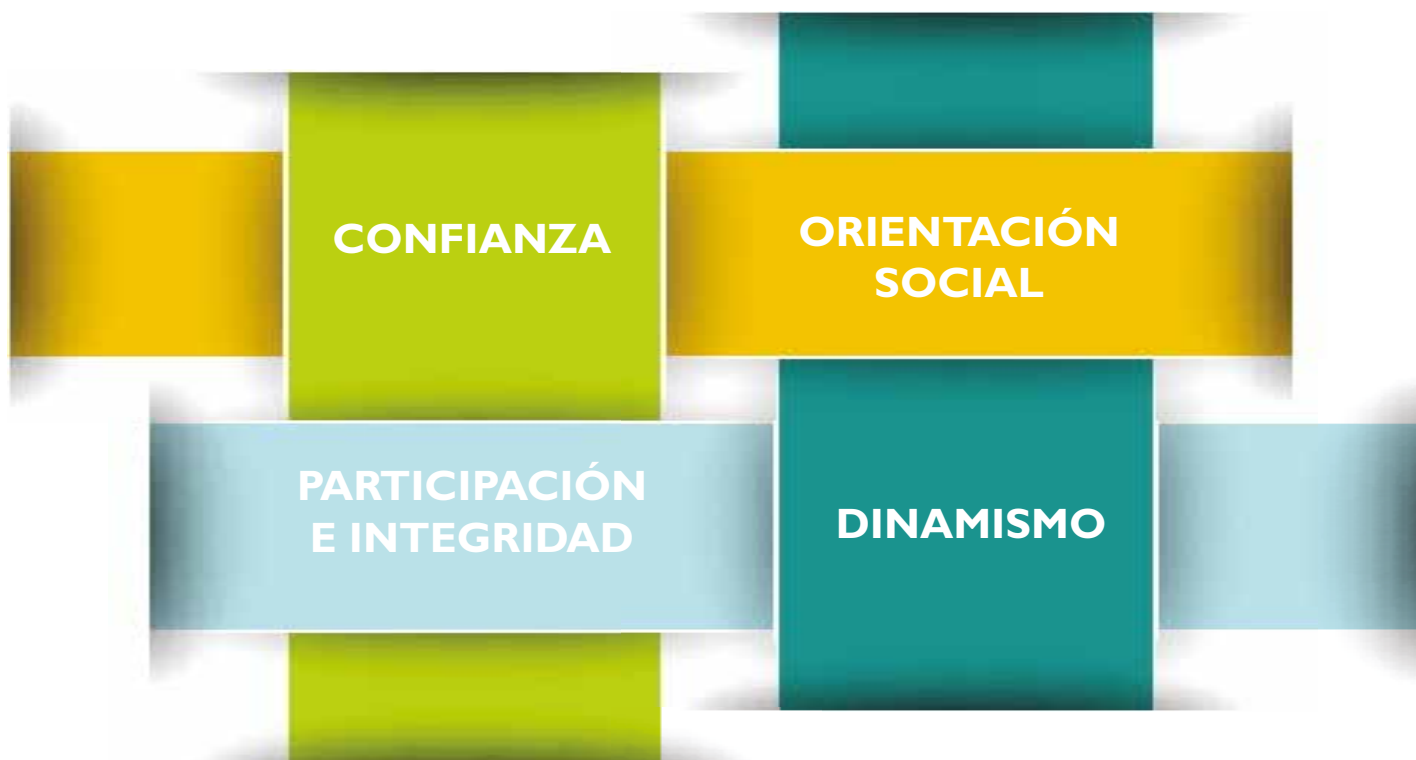 CONFIANZA
ORIENTACIÓN
SOCIAL
PARTICIPACIÓN
E INTEGRIDAD
DINAMISMO